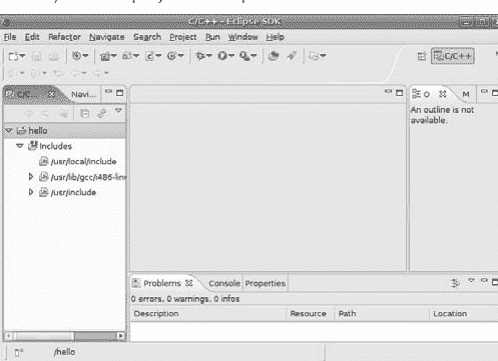 C/C++ - Eclipse SDK
File Edit Refactor Navigate Search Project Run Window Help
C/C++
C/C... Navi...
O M
An outline is not
available.
hello
Includes
/usr/local/include
/usr/lib/gcc/i486-lin
/usr/include
Problems Console Properties
0 errors, 0 warnings, 0 infos
Description Resource Path Location
/hello